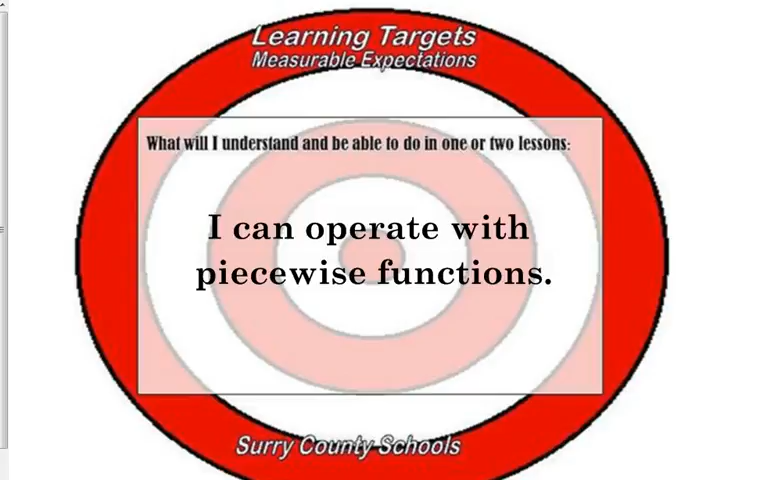 Learning Targets
Measurable Expectations
What will I understand and be able to do in one or two lessons:
I can operate with
piecewise functions.
Surry County Schools